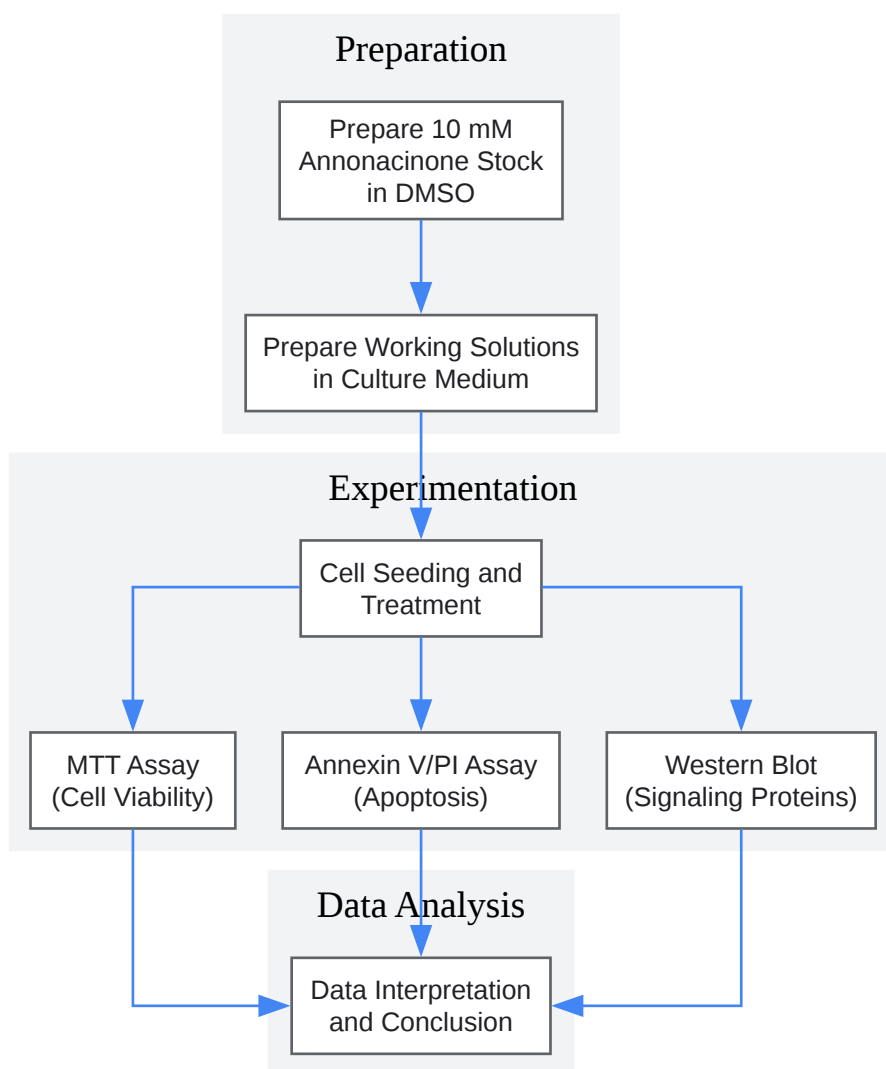 Preparation
Prepare 10 mM
Annonacinone Stock
in DMSO
Prepare Working Solutions
in Culture Medium
Experimentation
Cell Seeding and
Treatment
MTT Assay
(Cell Viability)
Annexin V/PI Assay
(Apoptosis)
Western Blot
(Signaling Proteins)
Data Analysis
Data Interpretation
and Conclusion